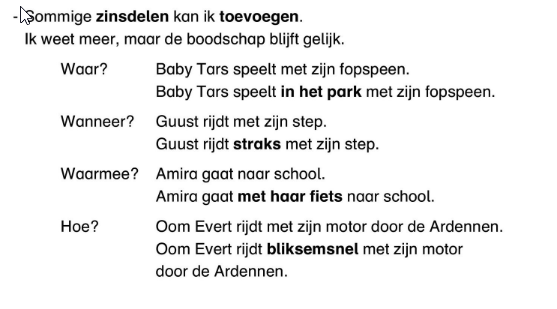 - Sommige zinsdelen kan ik toevoegen.
Ik weet meer, maar de boodschap blijft gelijk.
Waar? Baby Tars speelt met zijn fopspeen.
Baby Tars speelt in het park met zijn fopspeen.
Wanneer? Guust rijdt met zijn step.
Guust rijdt straks met zijn step.
Waarmee? Amira gaat naar school.
Amira gaat met haar fiets naar school.
Hoe? Oom Evert rijdt met zijn motor door de Ardennen.
Oom Evert rijdt bliksemsnel met zijn motor
door de Ardennen.